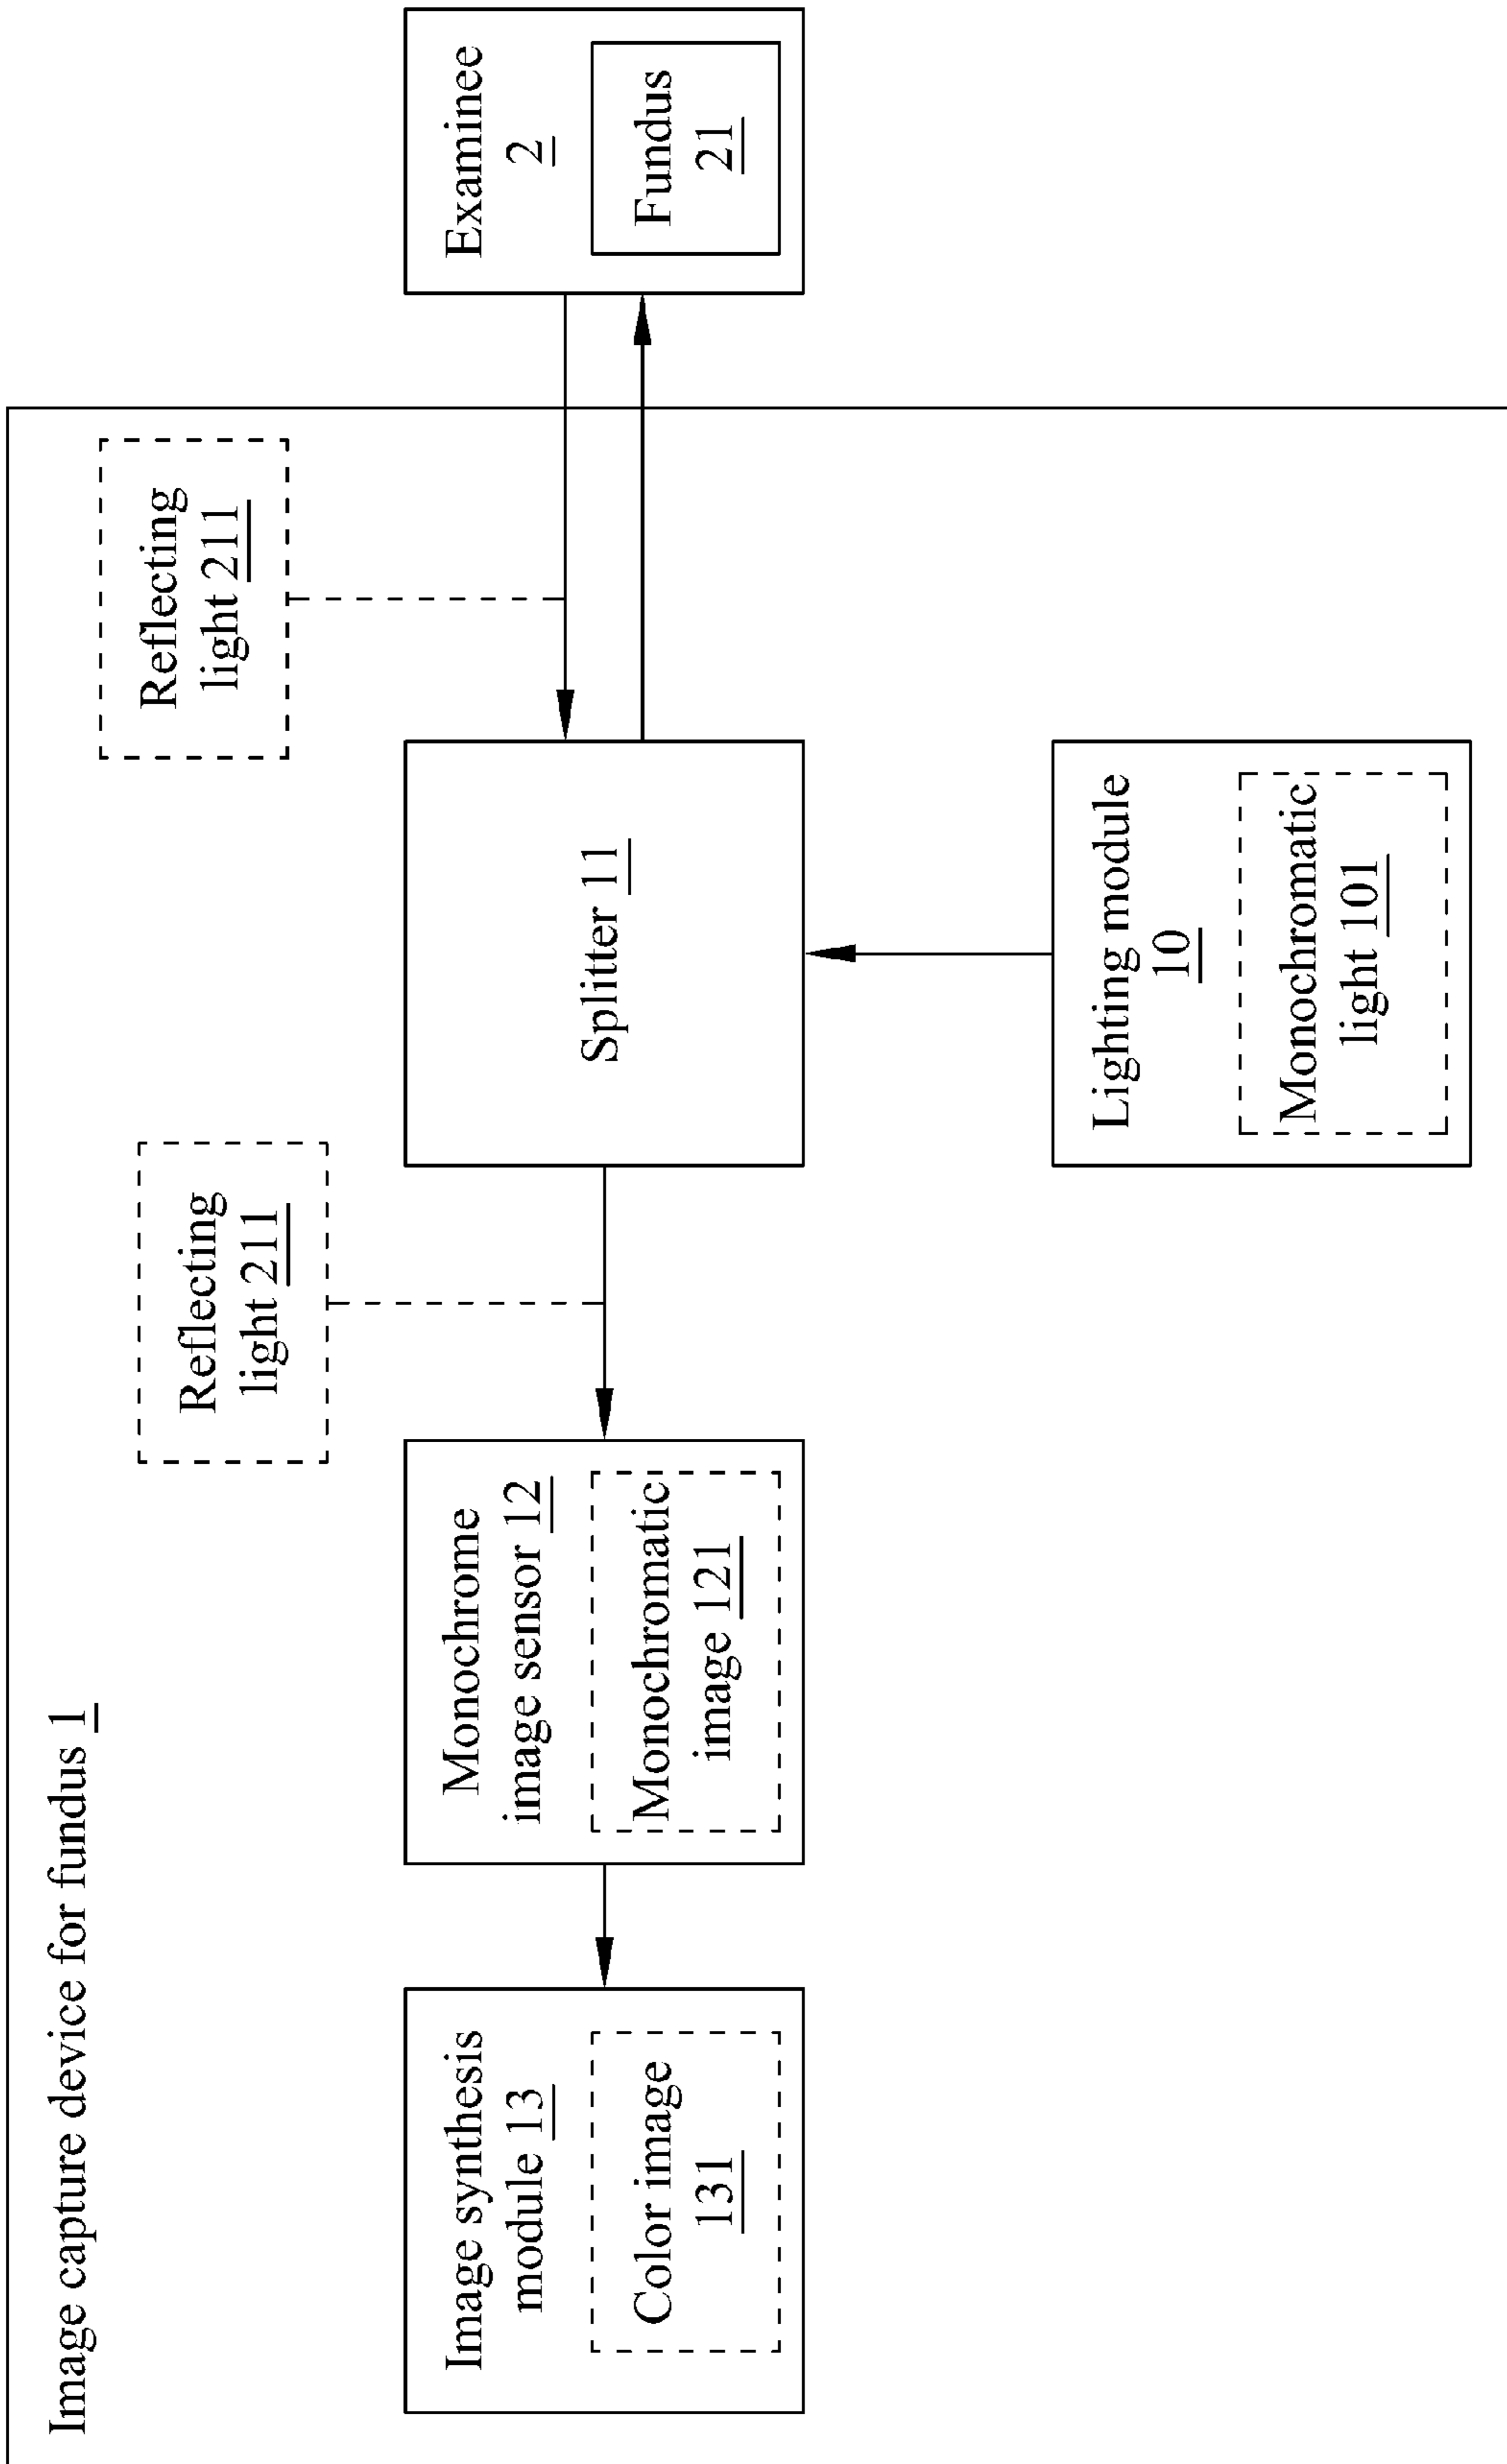 Image capture device for fundus 1
Reflecting
light 211
Reflecting
light 211
Image synthesis
module 13
Color image
131
Monochrome
image sensor 12
Monochromatic
image 121
Splitter 11
Examinee
2
Fundus
21
Lighting module
10
Monochromatic
light 101